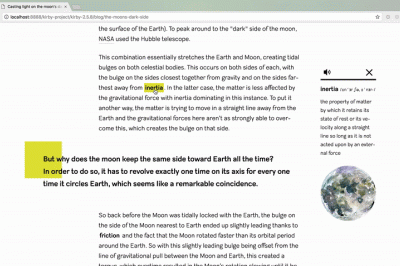 Casting light on the moon's d
localhost:8888/kirby-project/kirby-2.5.8/blog/the-moons-dark-side
the surface of Earth). To peak around to the "dark" side of the moon,
NASA used the Hubble telescope.
This combination essentially stretches the Earth and Moon, creating tidal
bulges on both celestial bodies. This occurs on both sides of each, with
the bulge on the sides closest together from gravity and on the sides far-
thest away from inertia. In the latter case, the matter is less affected by
the gravitational force with inertia dominating in this instance. To put it
another way, the matter is trying to move in a straight line away from the
Earth and the gravitational forces here aren't as strongly able to over-
come this, which creates the bulge on that side.
inertia
the property of matter
by which it retains its
state of rest or its ve-
locity along a straight
line so long as it is not
acted upon by an exter-
nal force
But why does the moon keep the same side toward Earth all the time?
In order to do so, it has to revolve exactly one time on its axis for every one
time it circles Earth, which seems like a remarkable coincidence.
So back before the Moon was tidally locked with the Earth, the bulge on
the side of the Moon nearest to Earth ended up slightly leading thanks to
friction and the fact that the Moon rotated faster than its orbital period
around the Earth. So with this slightly leading bulge being offset from the
line of gravitational pull between the Moon and Earth, this created a